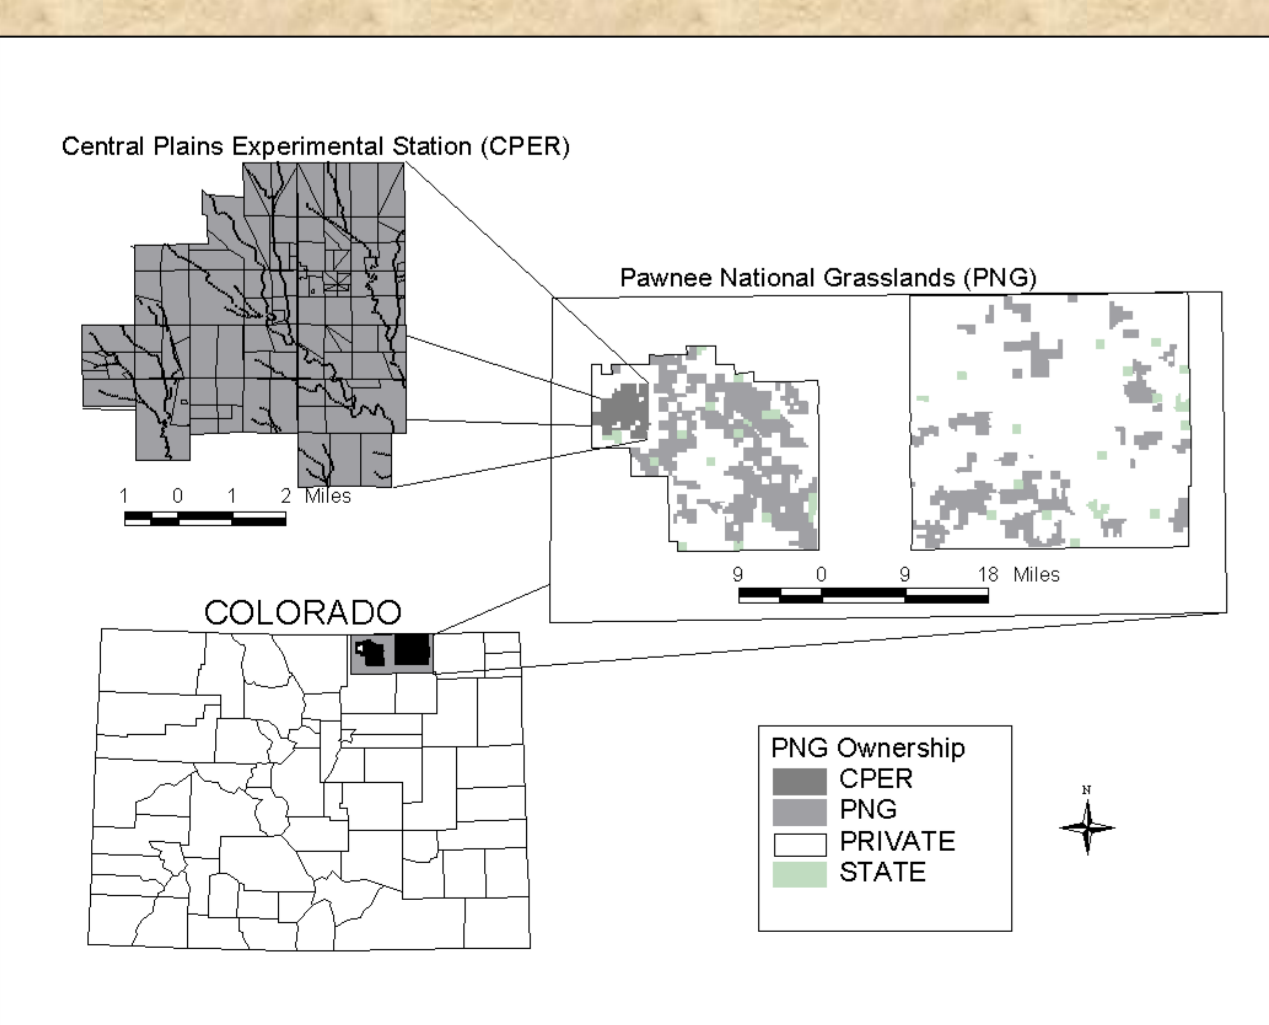 Central Plains Experimental Station (CPER)
Pawnee National Grasslands (PNG)
1 0 1 2 Miles
9 0 9 18 Miles
COLORADO
PNG Ownership
CPER
PNG
PRIVATE
STATE
N